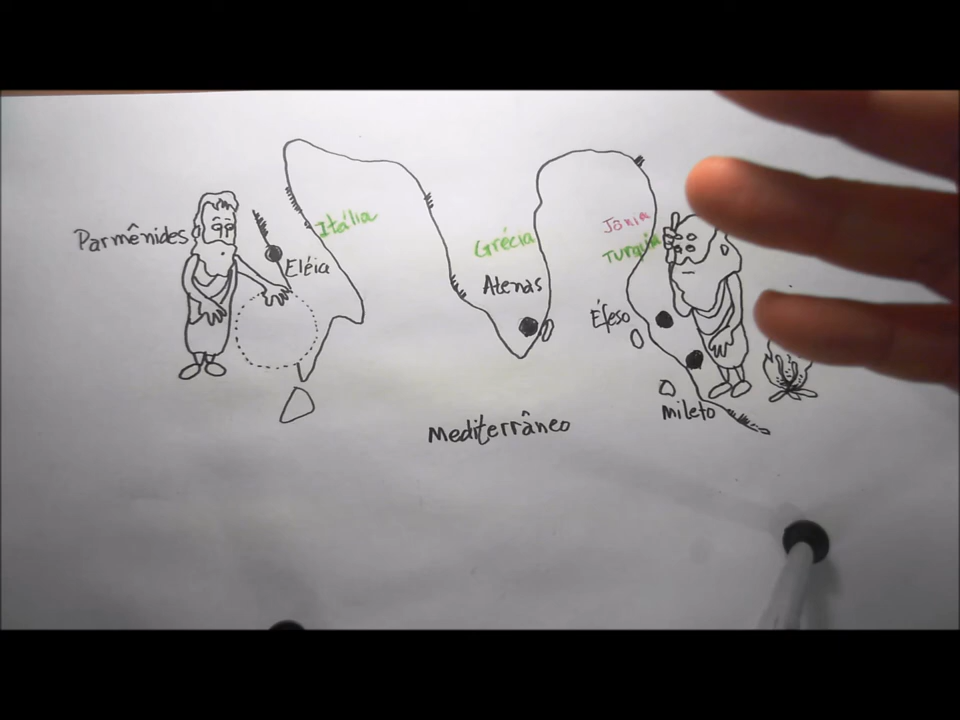 Parmênides
Eléia
Itália
Grécia
Atenas
Jônia
Turquia
Éfeso
Mileto
Mediterrâneo